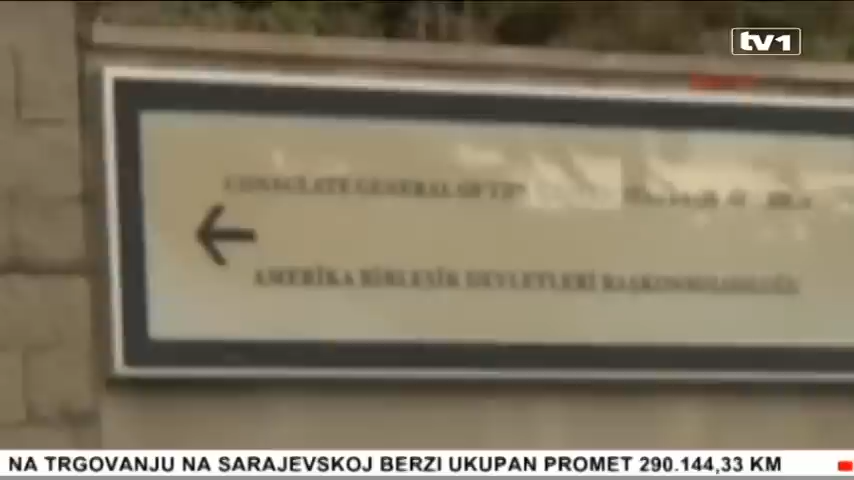 tv1
CONSULATE GENERAL OF
AMERİKA BİRLEŞİK DEVLETLERİ BAŞKONSOLOSLUĞU
NA TRGOVANJU NA SARAJEVSKOJ BERZI UKUPAN PROMET 290.144,33 KM